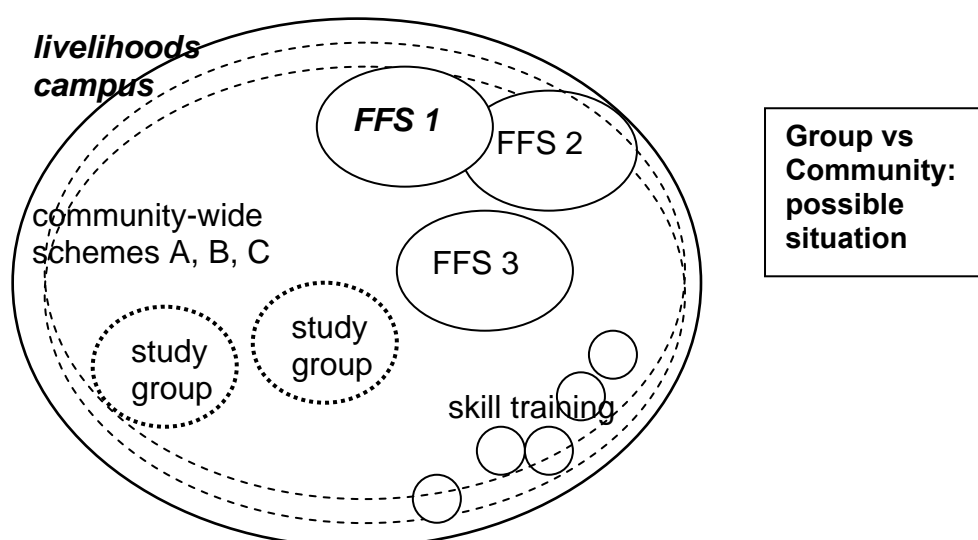 livelihoods
campus
FFS 1
FFS 2
community-wide
schemes A, B, C
FFS 3
study
group
study
group
skill training
Group vs
Community:
possible
situation